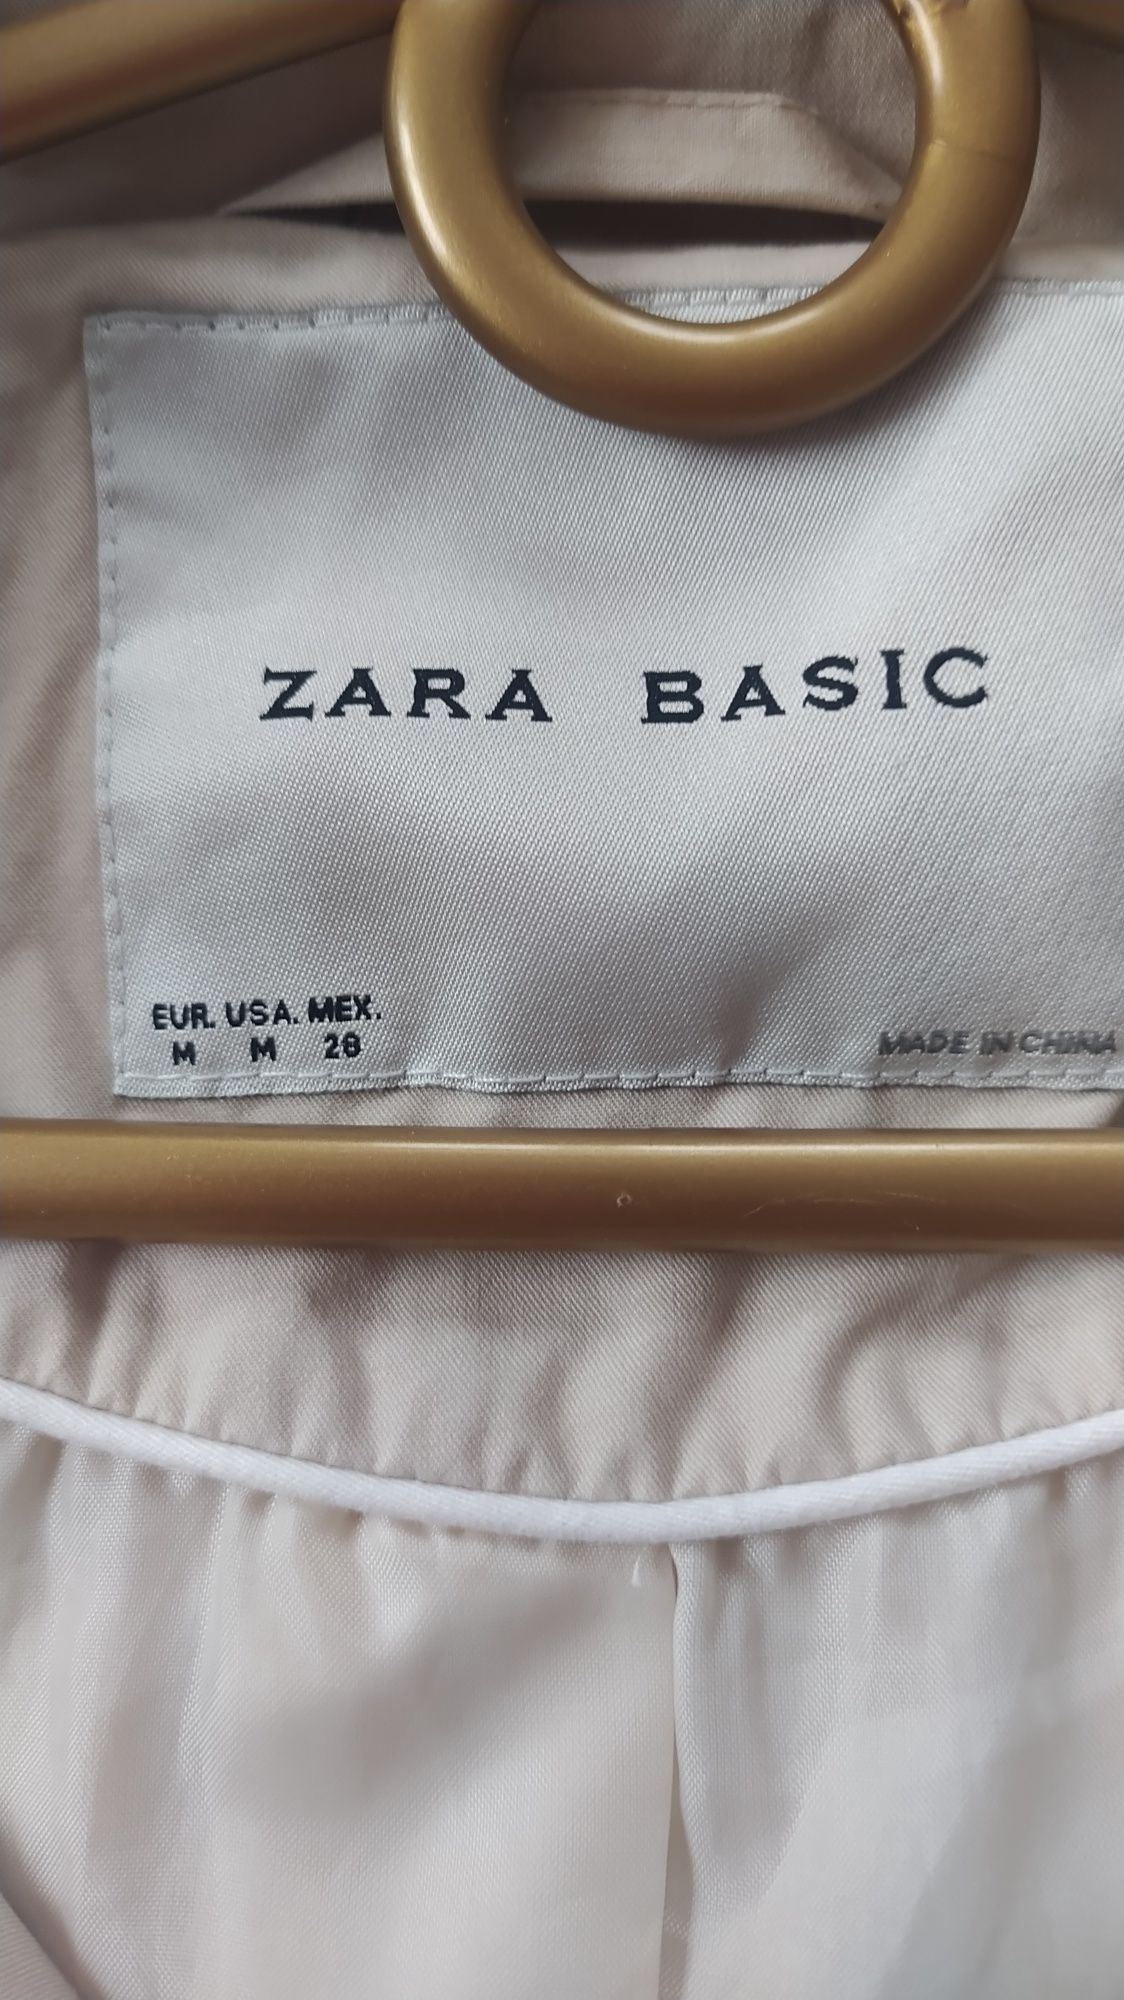 ZARA BASIC
EUR. USA. MEX.
M M 28
MADE IN CHINA